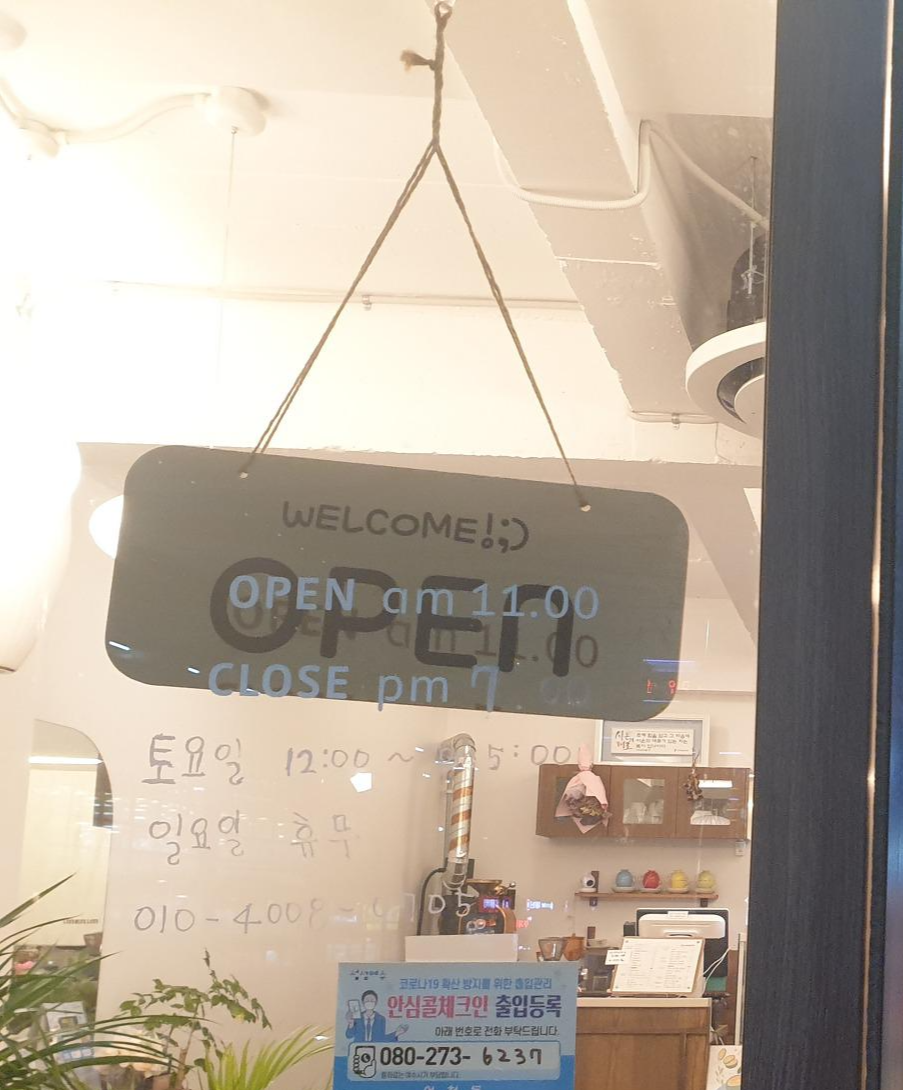 WELCOME!;)
OPEn
OPEN am 11.00
CLOSE pm 7
토요일 12:00 ~ 5:00
일요일 휴무
코로나19 확산 방지를 위한 출입관리
안심콜체크인 출입등록
아래 번호로 전화 부탁드립니다.
080-273- 6237